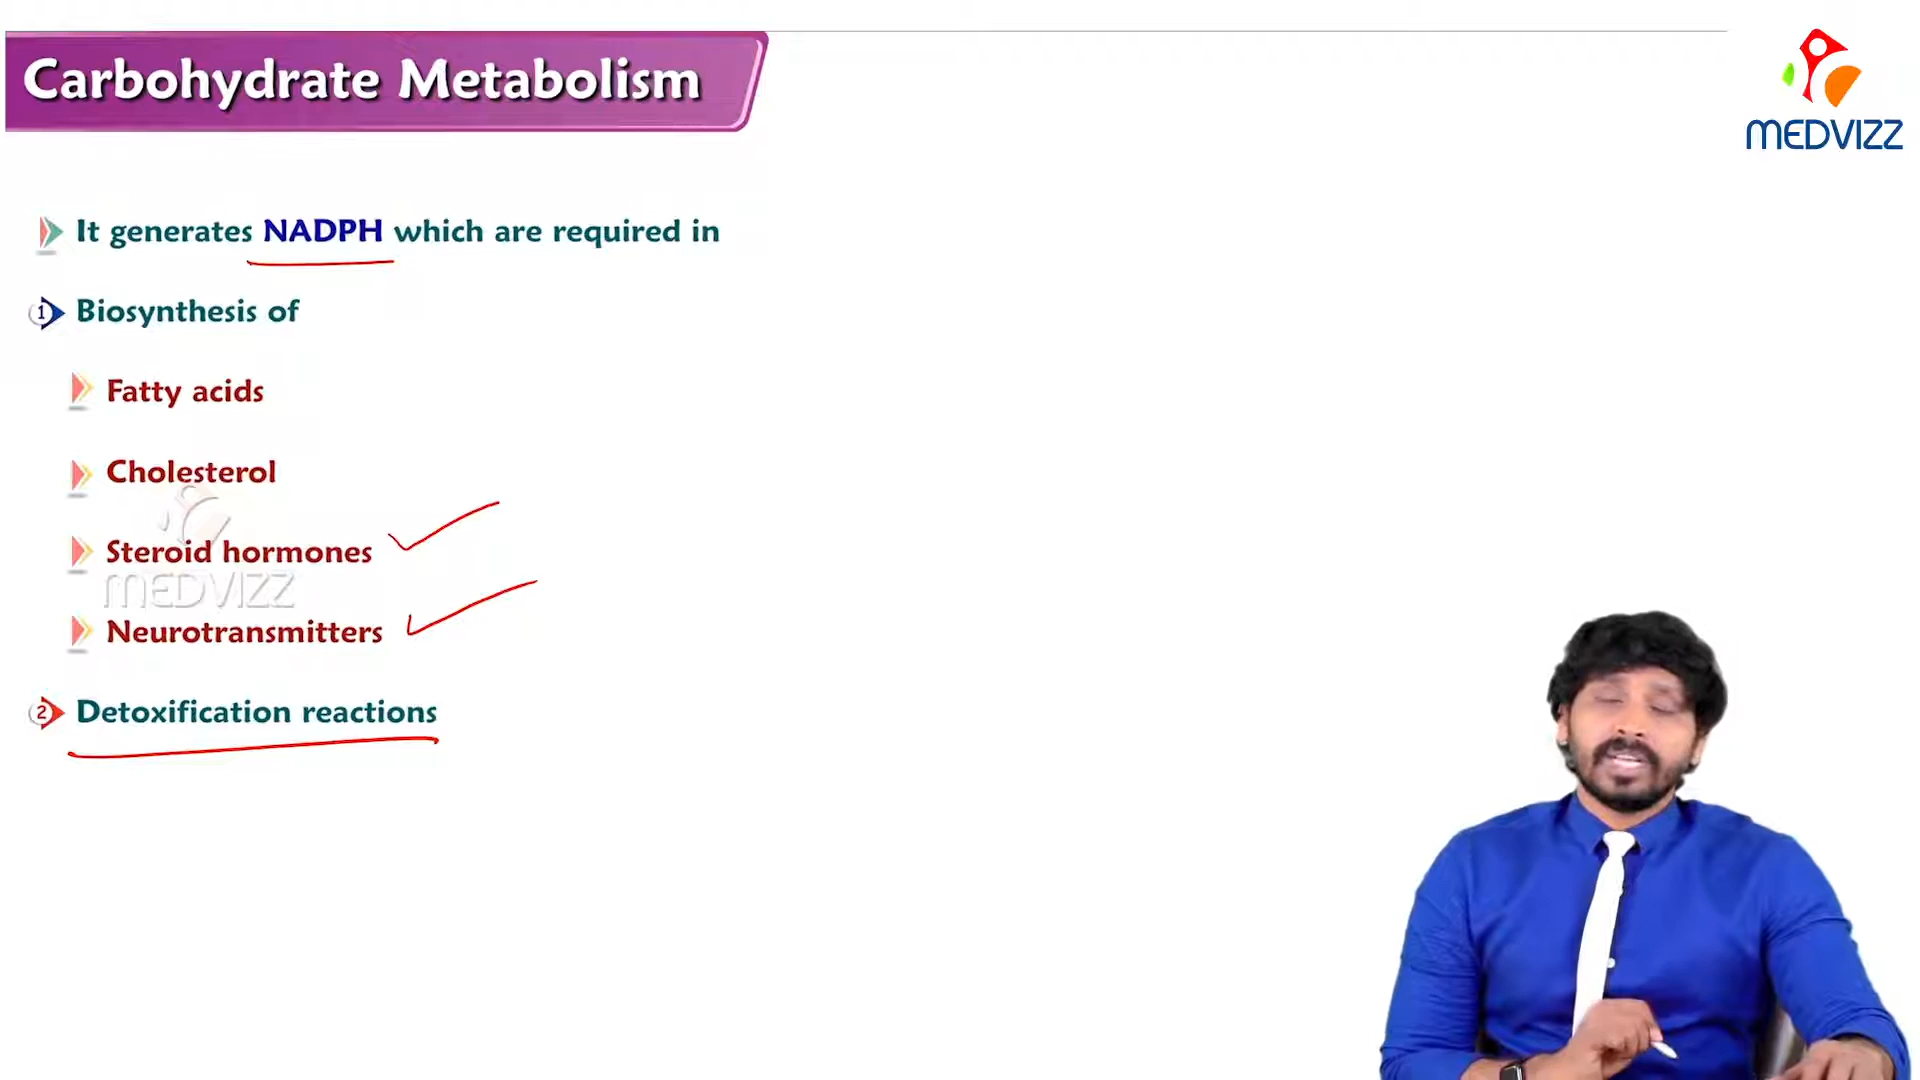 Carbohydrate Metabolism
MEDVIZZ
It generates NADPH which are required in
1 Biosynthesis of
Fatty acids
Cholesterol
Steroid hormones
MEDVIZZ
Neurotransmitters
2 Detoxification reactions